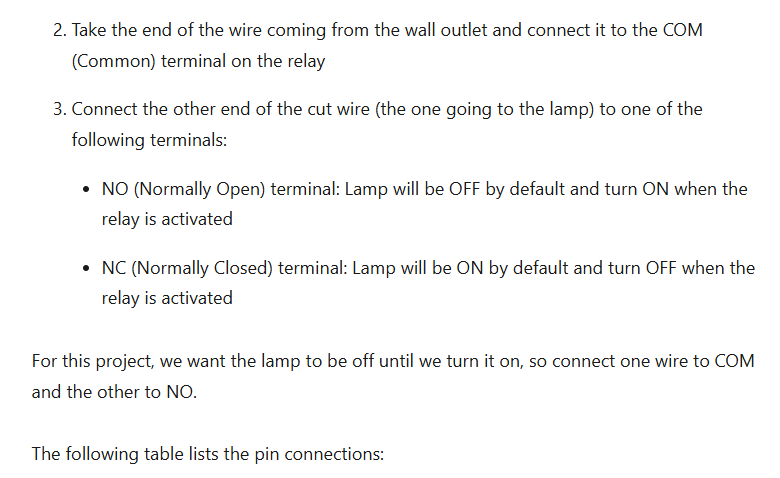 2. Take the end of the wire coming from the wall outlet and connect it to the COM
(Common) terminal on the relay
3. Connect the other end of the cut wire (the one going to the lamp) to one of the
following terminals:
• NO (Normally Open) terminal: Lamp will be OFF by default and turn ON when the
relay is activated
• NC (Normally Closed) terminal: Lamp will be ON by default and turn OFF when the
relay is activated
For this project, we want the lamp to be off until we turn it on, so connect one wire to COM
and the other to NO.
The following table lists the pin connections: